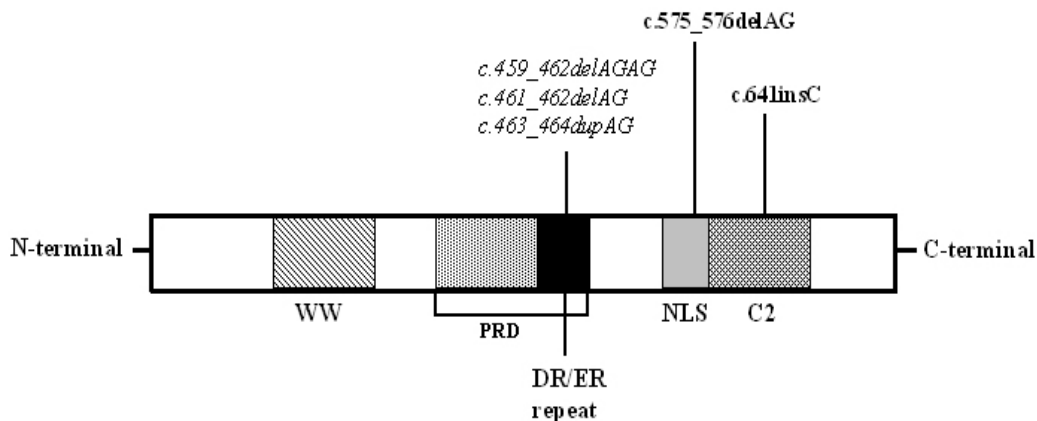 c.575_576delAG
c.459_462delAGAG
c.461_462delAG
c.463_464dupAG
c.641insC
N-terminal
C-terminal
WW
PRD
NLS
C2
DR/ER
repeat